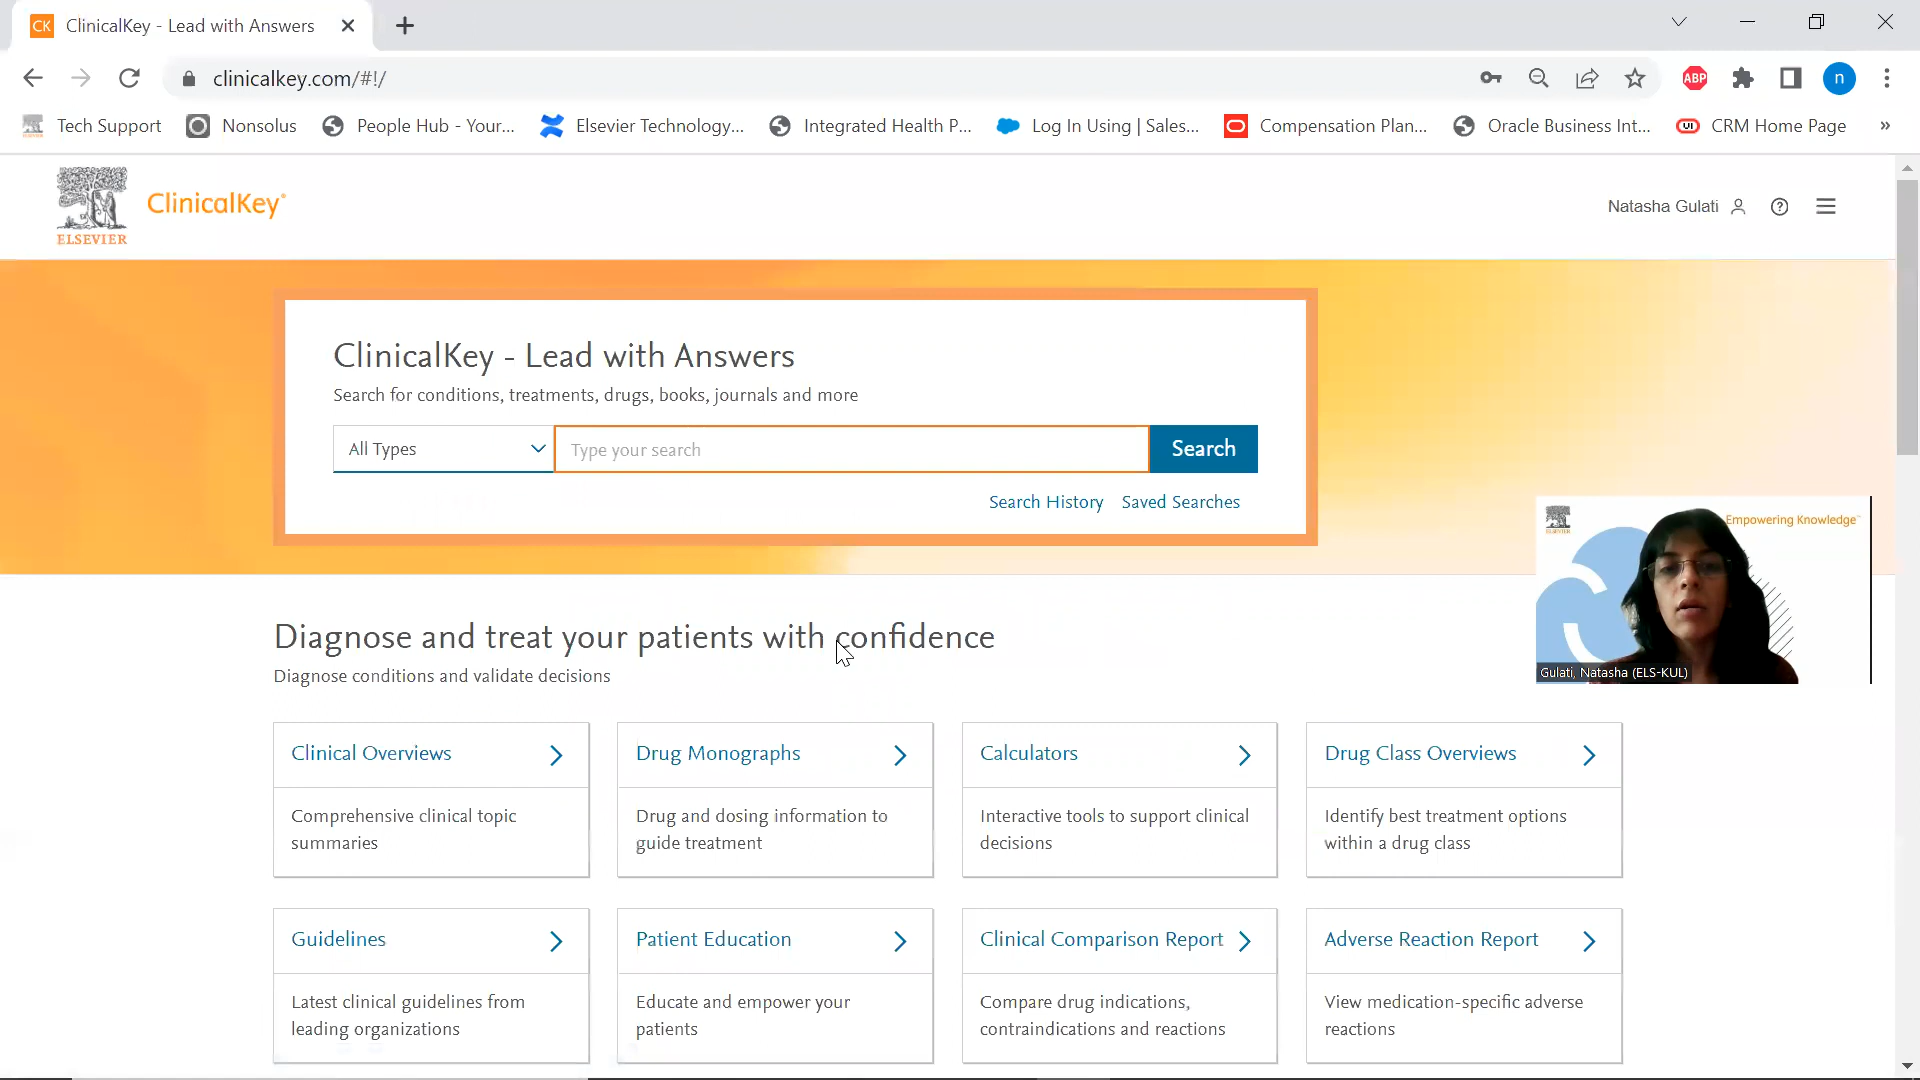 CK ClinicalKey - Lead with Answers
clinicalkey.com/#!/
ABP
n
Tech Support
Nonsolus
People Hub - Your...
Elsevier Technology...
Integrated Health P...
Log In Using | Sales...
Compensation Plan...
Oracle Business Int...
UI CRM Home Page
»
ELSEVIER
ClinicalKey®
Natasha Gulati
ClinicalKey - Lead with Answers
Search for conditions, treatments, drugs, books, journals and more
All Types
Type your search
Search
Search History
Saved Searches
Empowering Knowledge™
Gulati, Natasha (ELS-KUL)
Diagnose and treat your patients with confidence
Diagnose conditions and validate decisions
Clinical Overviews
Comprehensive clinical topic
summaries
Drug Monographs
Drug and dosing information to
guide treatment
Calculators
Interactive tools to support clinical
decisions
Drug Class Overviews
Identify best treatment options
within a drug class
Guidelines
Latest clinical guidelines from
leading organizations
Patient Education
Educate and empower your
patients
Clinical Comparison Report
Compare drug indications,
contraindications and reactions
Adverse Reaction Report
View medication-specific adverse
reactions